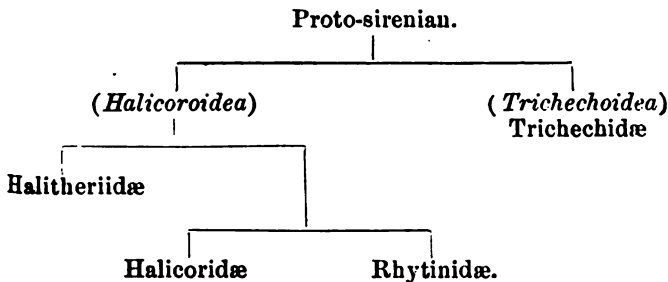 Proto-sirenian.
(Halicoroidea) (Trichechoidea)
Trichechidæ
Halitheriidæ
Halicoridæ Rhytinidæ.